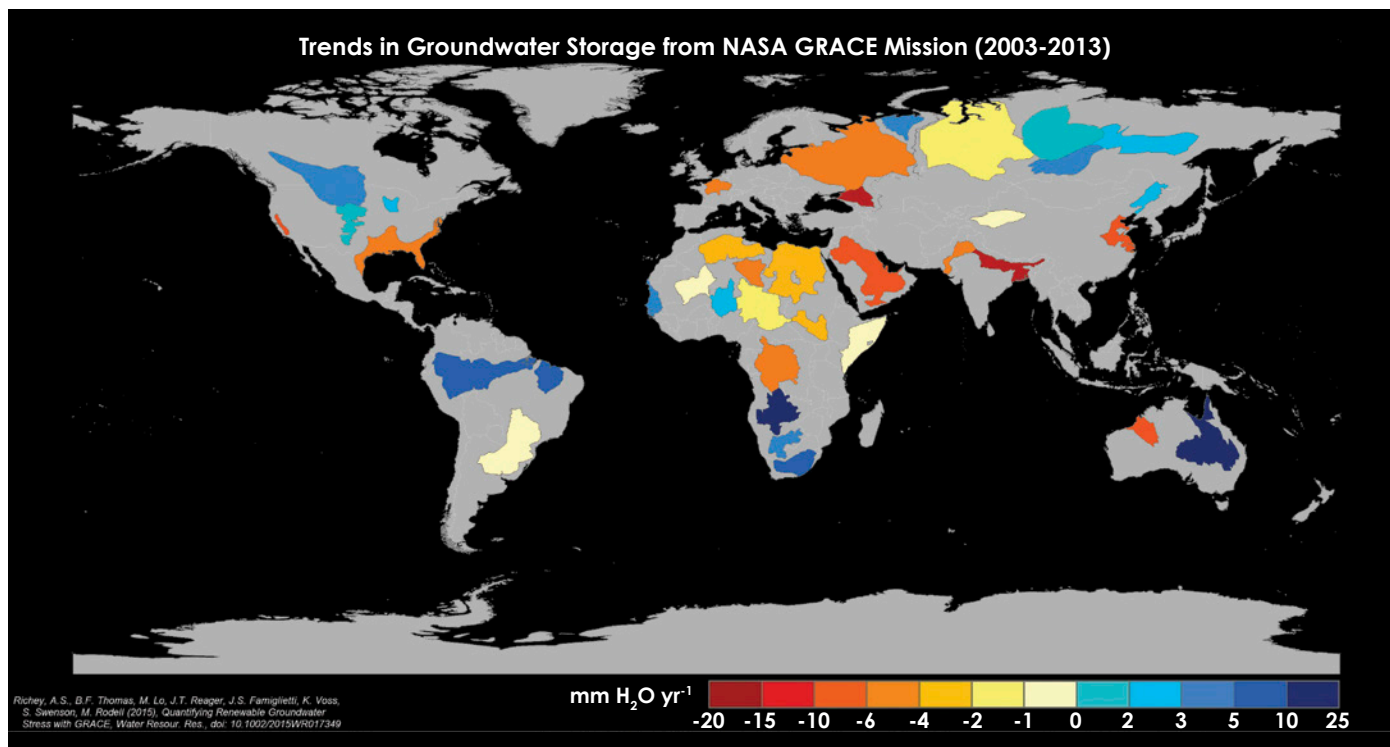 Trends in Groundwater Storage from NASA GRACE Mission (2003-2013)
Richey, A.S., B.F. Thomas, M. Lo, J.T. Reager, J.S. Famiglietti, K. Voss,
S. Swenson, M. Rodell (2015), Quantifying Renewable Groundwater
Stress with GRACE, Water Resour. Res., doi: 10.1002/2015WR017349
mm H₂O yr⁻¹
-20 -15 -10 -6 -4 -2 -1 0 2 3 5 10 25